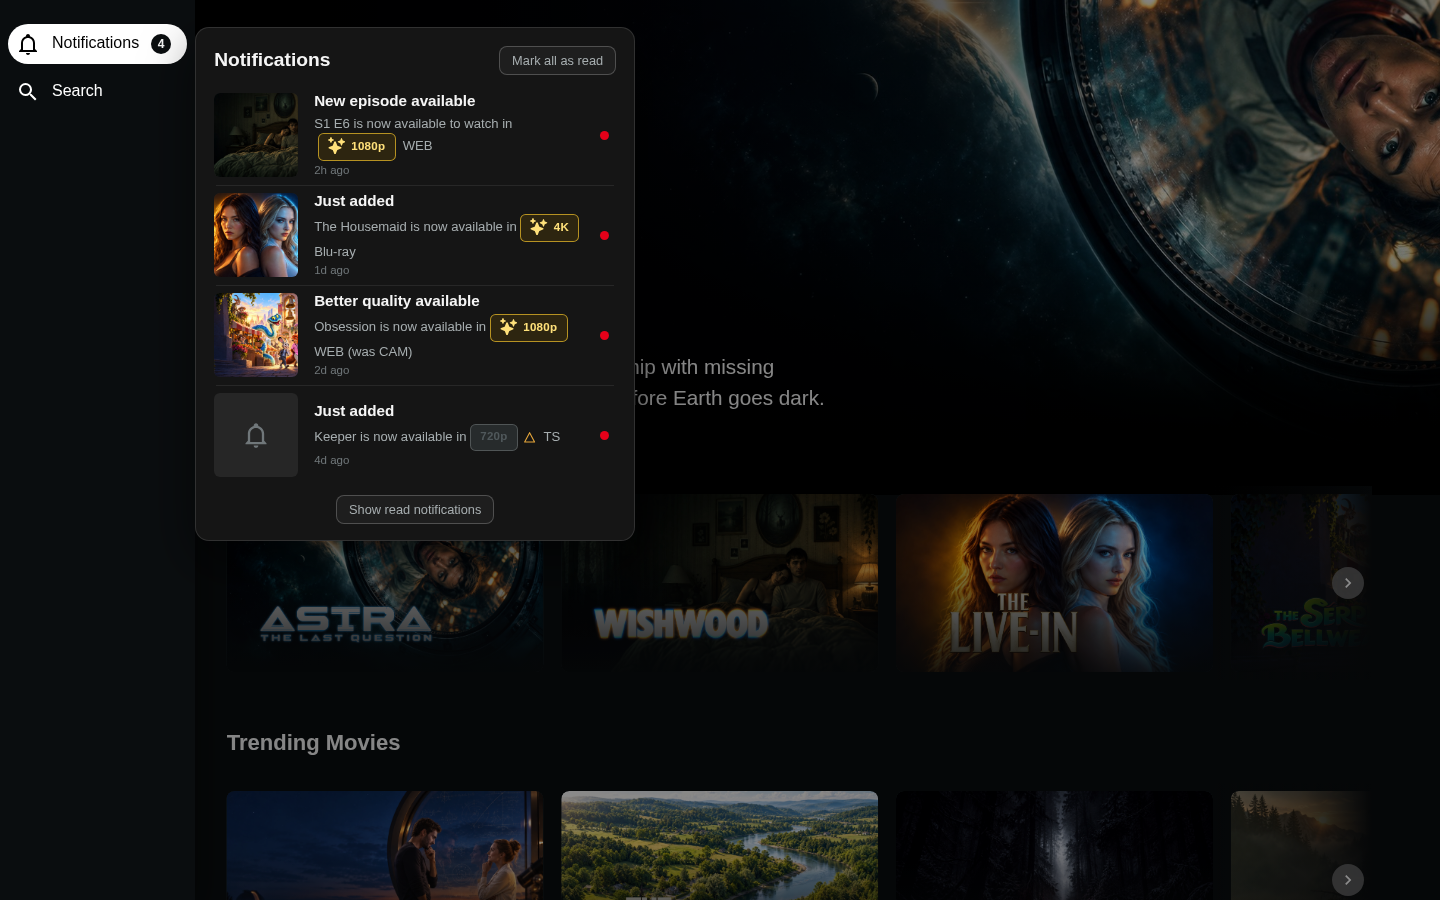 Notifications 4
Search
Notifications
Mark all as read
New episode available
S1 E6 is now available to watch in
1080p WEB
2h ago
Just added
The Housemaid is now available in 4K
Blu-ray
1d ago
Better quality available
Obsession is now available in 1080p
WEB (was CAM)
2d ago
Just added
Keeper is now available in 720p TS
4d ago
Show read notifications
hip with missing
fore Earth goes dark.
ASTRA
THE LAST QUESTION
WISHWOOD
THE
LIVE-IN
THE
Trending Movies